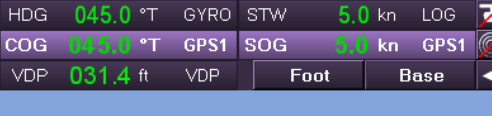 HDG 045.0 °T GYRO STW 5.0 kn LOG
COG 045.0 °T GPS1 SOG 5.0 kn GPS1
VDP 031.4 ft VDP Foot Base